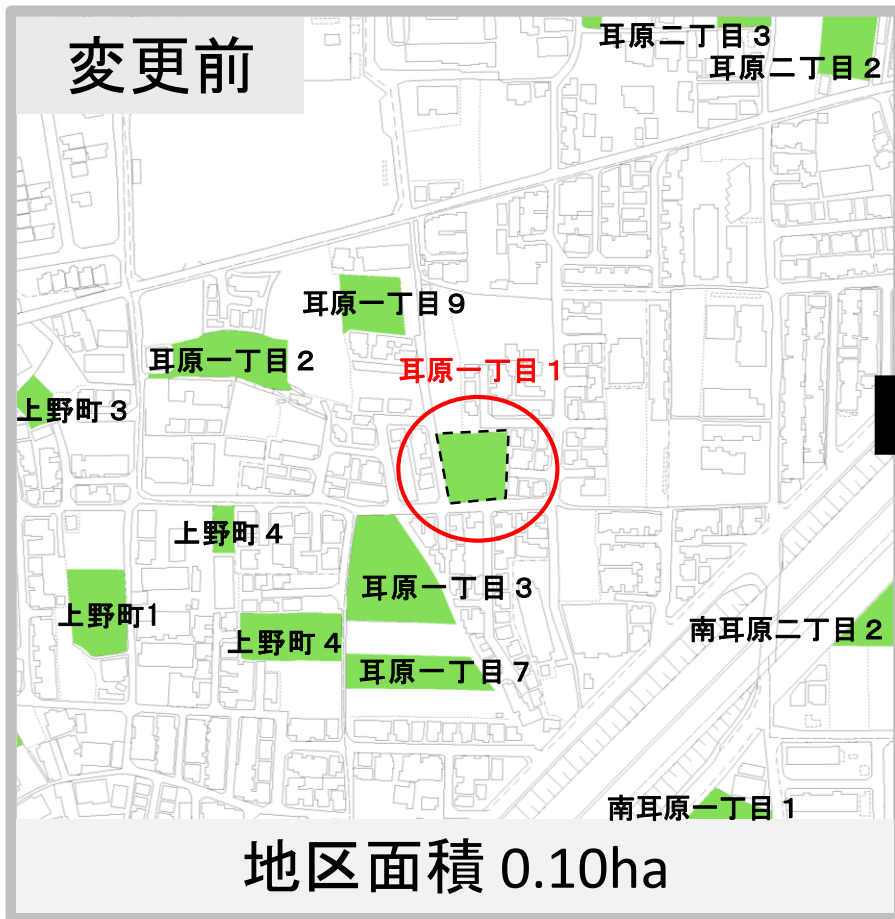 変更前
耳原二丁目３
耳原二丁目２
耳原一丁目９
耳原一丁目２
耳原一丁目１
上野町３
上野町４
耳原一丁目３
上野町1
上野町４
南耳原二丁目２
耳原一丁目７
南耳原一丁目１
地区面積 0.10ha